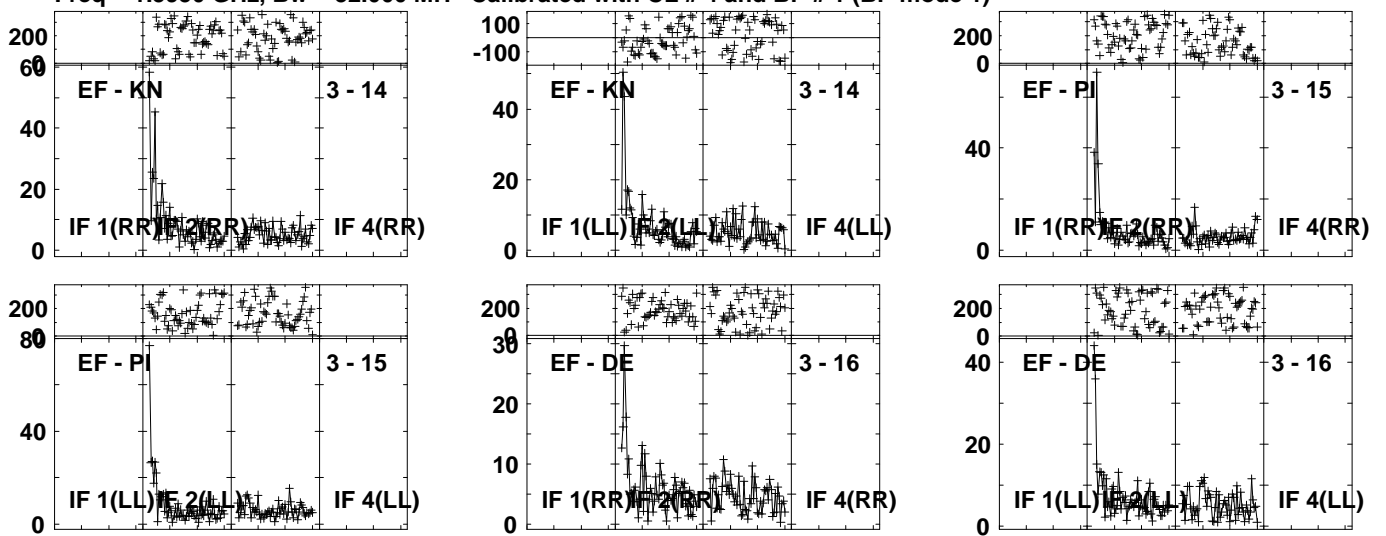 Freq = GHz, Bw = Calibrated with CL # and BP # (BP mode
200
0
100
-100
200
0
60
40
20
0
EF - KN
3 - 14
IF 1(RR)
IF 2(RR)
IF 4(RR)
40
20
0
EF - KN
3 - 14
IF 1(LL)
IF 2(LL)
IF 4(LL)
40
0
EF - PI
3 - 15
IF 1(RR)
IF 2(RR)
IF 4(RR)
200
0
200
0
200
0
80
40
0
EF - PI
3 - 15
IF 1(LL)
IF 2(LL)
IF 4(LL)
30
20
10
0
EF - DE
3 - 16
IF 1(RR)
IF 2(RR)
IF 4(RR)
40
20
0
EF - DE
3 - 16
IF 1(LL)
IF 2(LL)
IF 4(LL)